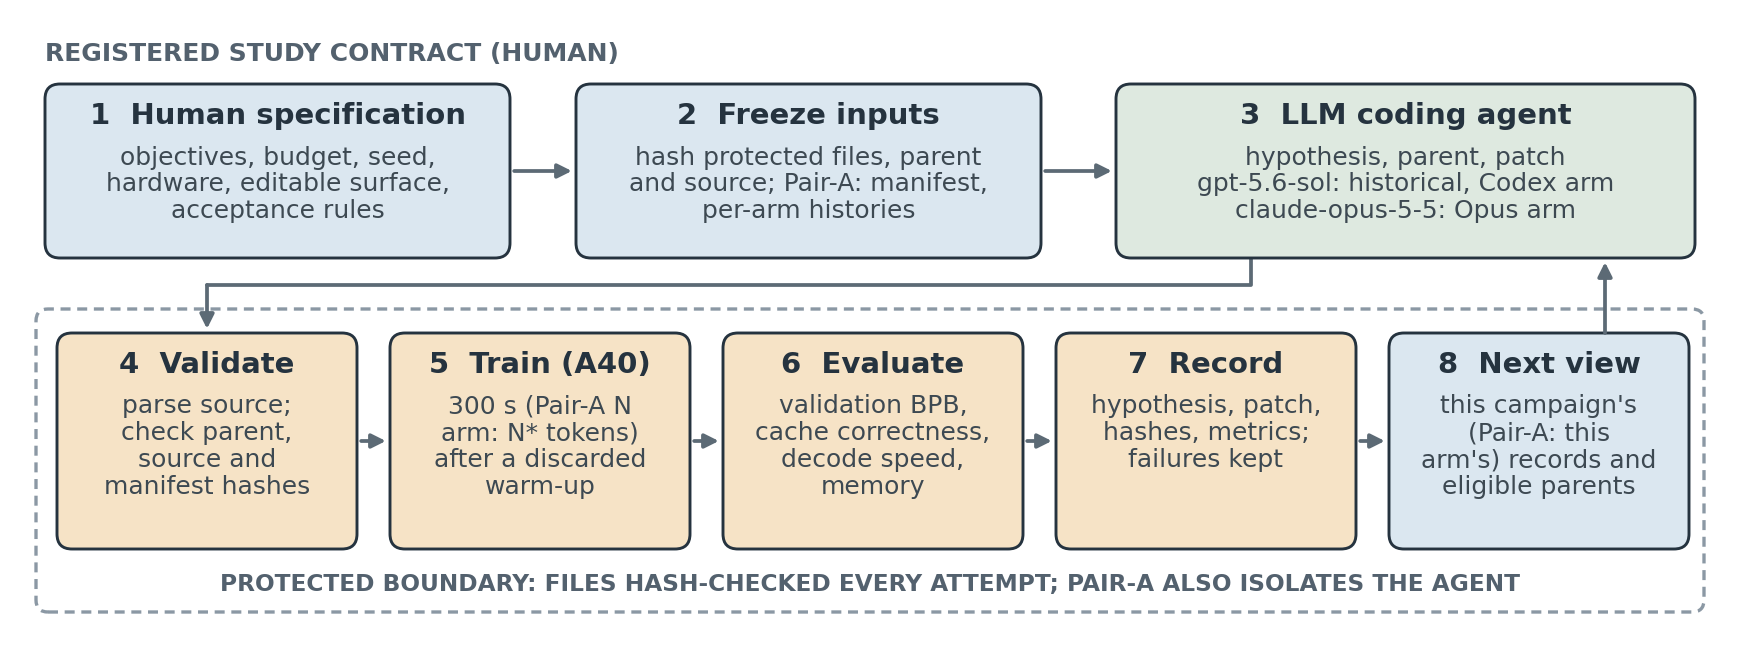 REGISTERED STUDY CONTRACT (HUMAN)
1 Human specification
objectives, budget, seed,
hardware, editable surface,
acceptance rules
2 Freeze inputs
hash protected files, parent
and source; Pair-A: manifest,
per-arm histories
3 LLM coding agent
hypothesis, parent, patch
gpt-5.6-sol: historical, Codex arm
claude-opus-5-5: Opus arm
4 Validate
parse source;
check parent,
source and
manifest hashes
5 Train (A40)
300 s (Pair-A N
arm: N* tokens)
after a discarded
warm-up
6 Evaluate
validation BPB,
cache correctness,
decode speed,
memory
7 Record
hypothesis, patch,
hashes, metrics;
failures kept
8 Next view
this campaign's
(Pair-A: this
arm's) records and
eligible parents
PROTECTED BOUNDARY: FILES HASH-CHECKED EVERY ATTEMPT; PAIR-A ALSO ISOLATES THE AGENT